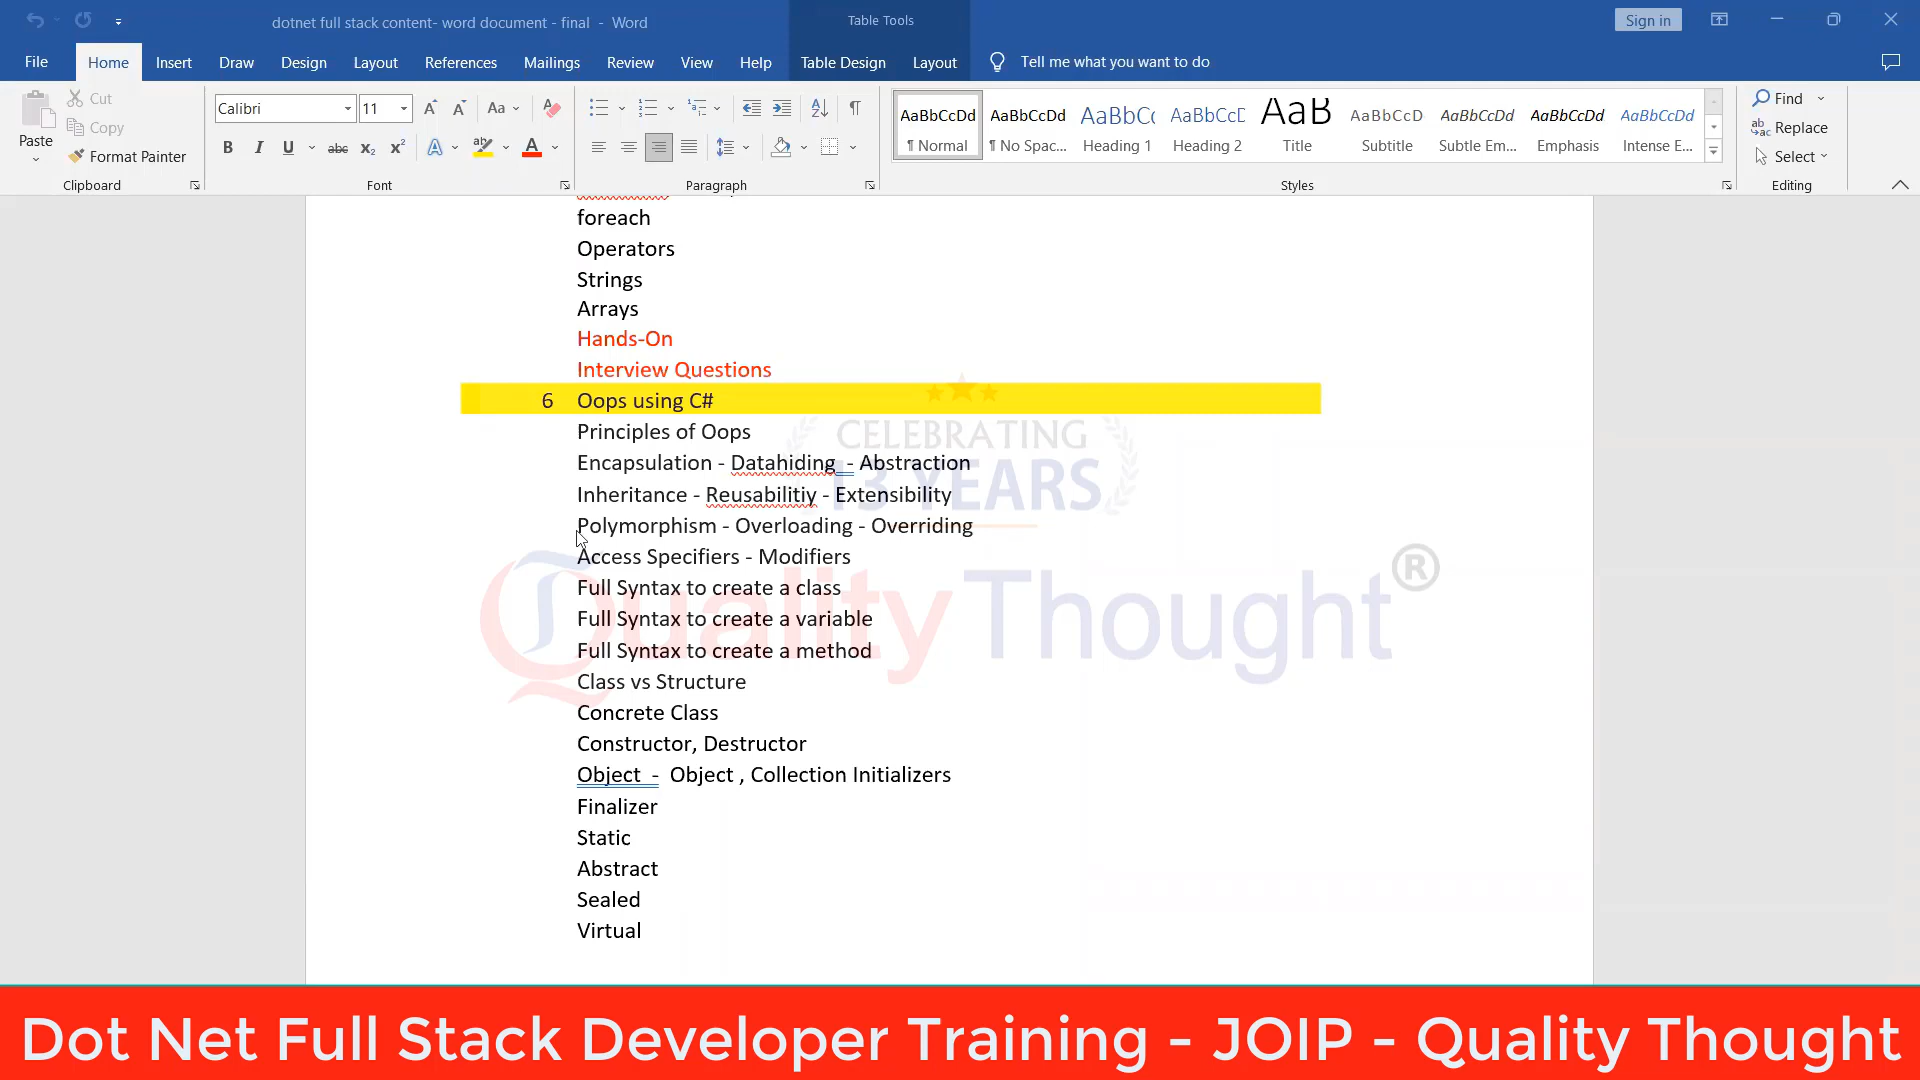 dotnet full stack content- word document - final - Word
Table Tools
Sign in
File Home Insert Draw Design Layout References Mailings Review View Help Table Design Layout Tell me what you want to do
Paste
Cut
Copy
Format Painter
Clipboard
Calibri 11
Font
Paragraph
AaBbCcDd AaBbCcDd AaBbCc AaBbCcD AaB AaBbCcD AaBbCcDd AaBbCcDd AaBbCcDd
¶ Normal ¶ No Spac... Heading 1 Heading 2 Title Subtitle Subtle Em... Emphasis Intense E...
Styles
Find
Replace
Select
Editing
foreach
Operators
Strings
Arrays
Hands-On
Interview Questions
6 Oops using C#
Principles of Oops
Encapsulation - Datahiding - Abstraction
Inheritance - Reusabilitiy - Extensibility
Polymorphism - Overloading - Overriding
Access Specifiers - Modifiers
Full Syntax to create a class
Full Syntax to create a variable
Full Syntax to create a method
Class vs Structure
Concrete Class
Constructor, Destructor
Object - Object , Collection Initializers
Finalizer
Static
Abstract
Sealed
Virtual
CELEBRATING
13 YEARS
Quality Thought ®
Dot Net Full Stack Developer Training - JOIP - Quality Thought